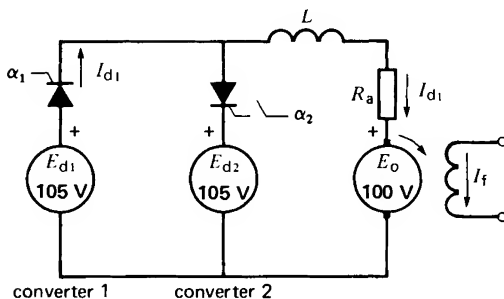 L
α1
Id1
α2
Ra
Id1
+
+
+
Ed1
105 V
Ed2
105 V
Eo
100 V
If
converter 1
converter 2